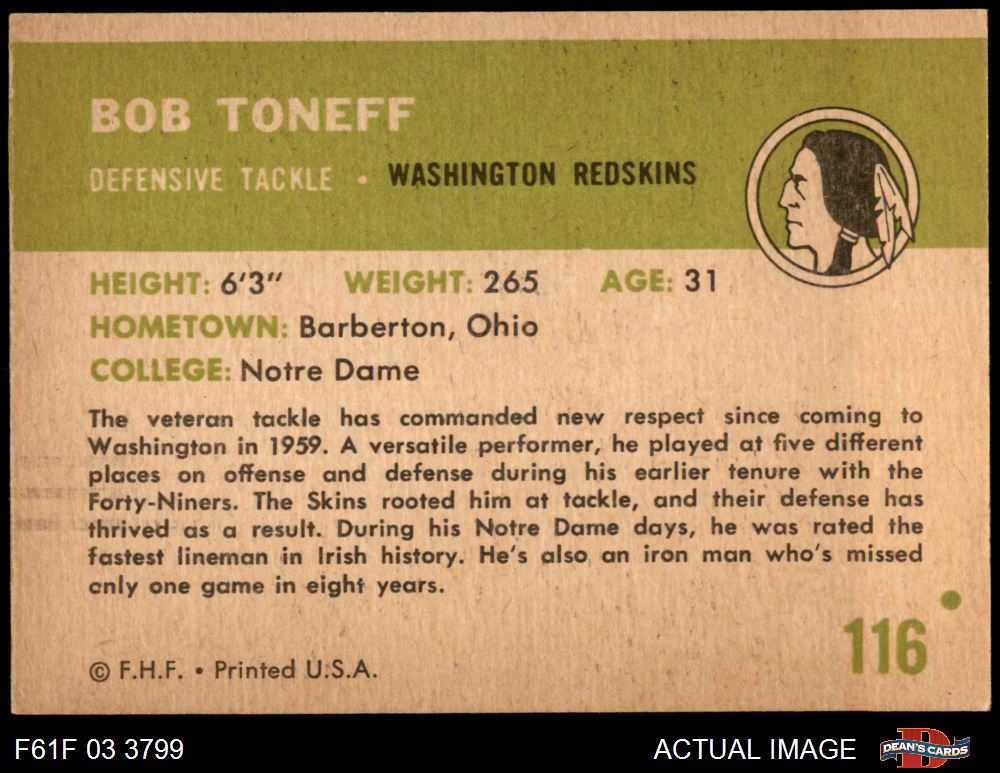 BOB TONEFF
DEFENSIVE TACKLE • WASHINGTON REDSKINS
HEIGHT: 6'3" WEIGHT: 265 AGE: 31
HOMETOWN: Barberton, Ohio
COLLEGE: Notre Dame
The veteran tackle has commanded new respect since coming to
Washington in 1959. A versatile performer, he played at five different
places on offense and defense during his earlier tenure with the
Forty-Niners. The Skins rooted him at tackle, and their defense has
thrived as a result. During his Notre Dame days, he was rated the
fastest lineman in Irish history. He's also an iron man who's missed
only one game in eight years.
116
© F.H.F. • Printed U.S.A.
F61F 03 3799 ACTUAL IMAGE DEAN'S CARDS